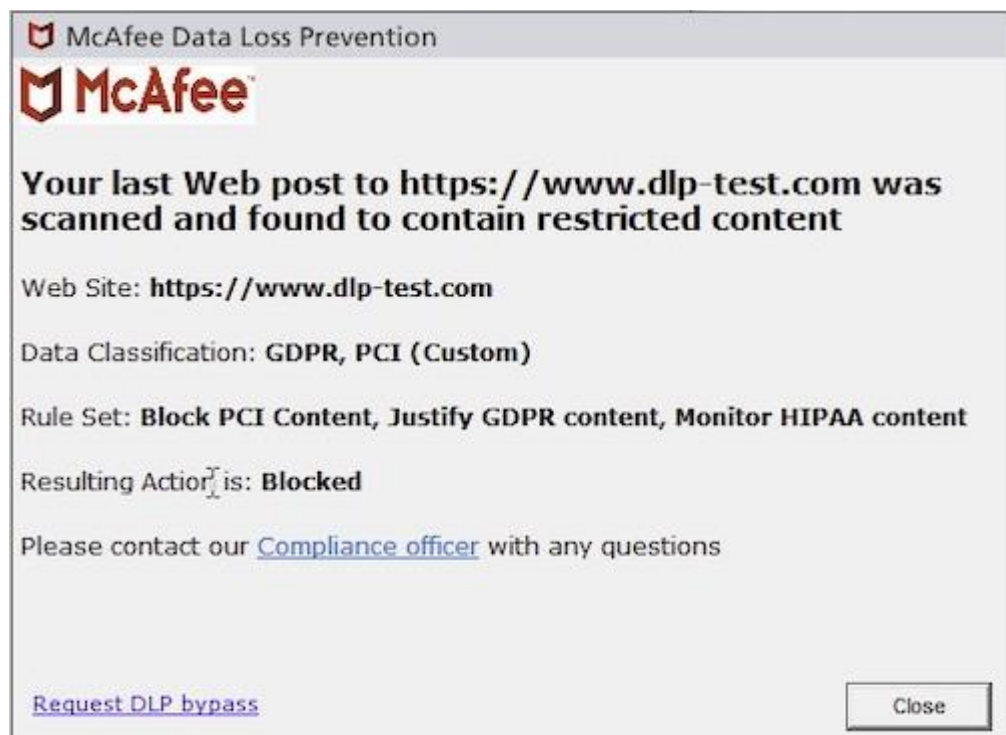 McAfee Data Loss Prevention
McAfee™
Your last Web post to https://www.dlp-test.com was
scanned and found to contain restricted content
Web Site: https://www.dlp-test.com
Data Classification: GDPR, PCI (Custom)
Rule Set: Block PCI Content, Justify GDPR content, Monitor HIPAA content
Resulting Action is: Blocked
Please contact our Compliance officer with any questions
Request DLP bypass
Close